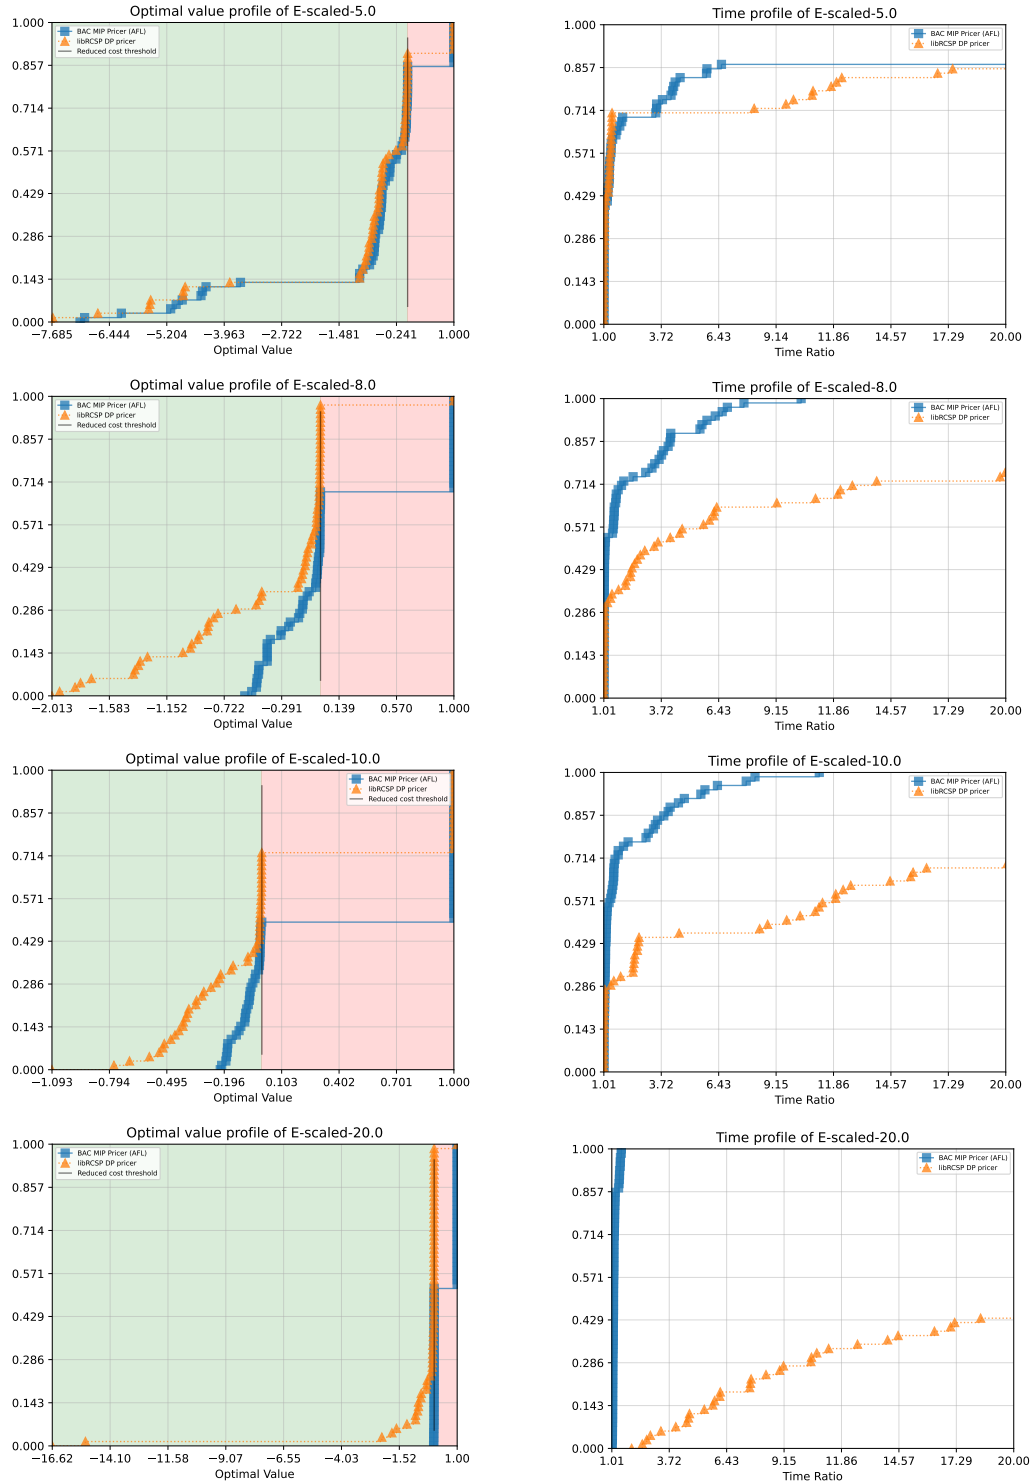 Optimal value profile of E-scaled-5.0
BAC MIP Pricer (AFL)
libRCSP DP pricer
Reduced cost threshold
1.000
0.857
0.714
0.571
0.429
0.286
0.143
0.000
−7.685 −6.444 −5.204 −3.963 −2.722 −1.481 −0.241 1.000
Optimal Value
Time profile of E-scaled-5.0
BAC MIP Pricer (AFL)
libRCSP DP pricer
1.000
0.857
0.714
0.571
0.429
0.286
0.143
0.000
1.01 3.72 6.43 9.14 11.86 14.57 17.29 20.00
Time Ratio
Optimal value profile of E-scaled-8.0
BAC MIP Pricer (AFL)
libRCSP DP pricer
Reduced cost threshold
1.000
0.857
0.714
0.571
0.429
0.286
0.143
0.000
−2.013 −1.583 −1.152 −0.722 −0.291 0.139 0.570 1.000
Optimal Value
Time profile of E-scaled-8.0
BAC MIP Pricer (AFL)
libRCSP DP pricer
1.000
0.857
0.714
0.571
0.429
0.286
0.143
0.000
1.01 3.72 6.43 9.15 11.86 14.57 17.29 20.00
Time Ratio
Optimal value profile of E-scaled-10.0
BAC MIP Pricer (AFL)
libRCSP DP pricer
Reduced cost threshold
1.000
0.857
0.714
0.571
0.429
0.286
0.143
0.000
−1.093 −0.794 −0.495 −0.196 0.103 0.402 0.701 1.000
Optimal Value
Time profile of E-scaled-10.0
BAC MIP Pricer (AFL)
libRCSP DP pricer
1.000
0.857
0.714
0.571
0.429
0.286
0.143
0.000
1.01 3.72 6.43 9.15 11.86 14.57 17.29 20.00
Time Ratio
Optimal value profile of E-scaled-20.0
BAC MIP Pricer (AFL)
libRCSP DP pricer
Reduced cost threshold
1.000
0.857
0.714
0.571
0.429
0.286
0.143
0.000
−16.62 −14.10 −11.58 −9.07 −6.55 −4.03 −1.52 1.00
Optimal Value
Time profile of E-scaled-20.0
BAC MIP Pricer (AFL)
libRCSP DP pricer
1.000
0.857
0.714
0.571
0.429
0.286
0.143
0.000
1.01 3.72 6.43 9.15 11.86 14.57 17.29 20.00
Time Ratio